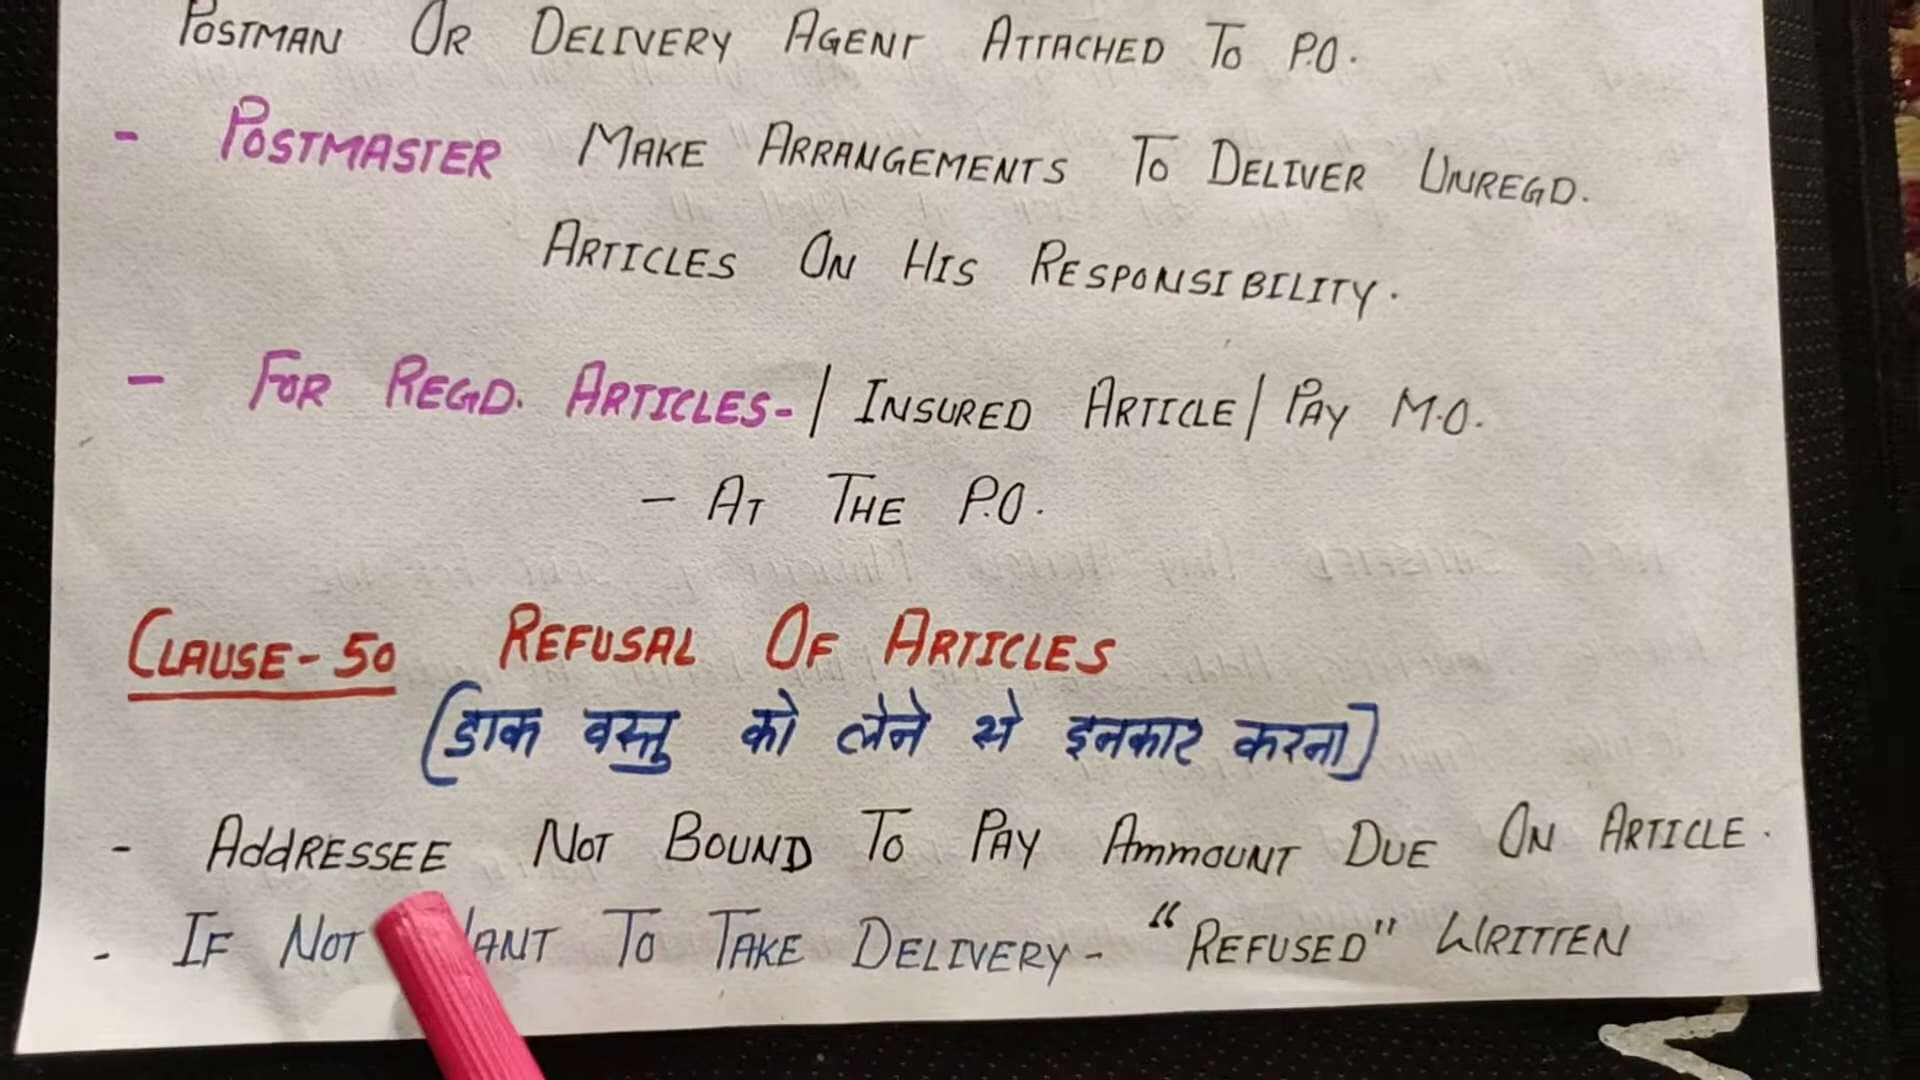 POSTMAN OR DELIVERY AGENT ATTACHED TO P.O.
- POSTMASTER MAKE ARRANGEMENTS TO DELIVER UNREGD.
ARTICLES ON HIS RESPONSIBILITY.
- FOR REGD. ARTICLES-/ INSURED ARTICLE/ PAY M.O.
- AT THE P.O.
CLAUSE-50 REFUSAL OF ARTICLES
(डाक वस्तु को लेने से इनकार करना)
- ADDRESSEE NOT BOUND TO PAY AMMOUNT DUE ON ARTICLE.
- IF NOT WANT TO TAKE DELIVERY- "REFUSED" WRITTEN